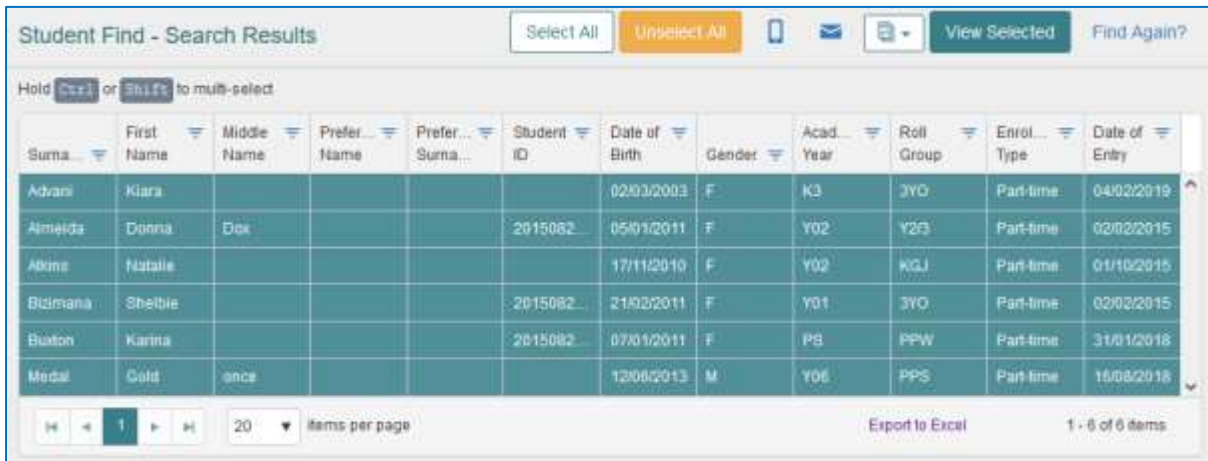 Student Find - Search Results Select All Unselect All View Selected Find Again?
Hold Ctrl or Shift to multi-select
Surna... First Name Middle Name Prefer... Name Prefer... Surna... Student ID Date of Birth Gender Acad... Year Roll Group Enrol... Type Date of Entry
Advani Kiara 02/03/2003 F K3 3YO Part-time 04/02/2019
Almeida Donna Dox 2015082... 05/01/2011 F Y02 Part-time 02/02/2015
Atkins Natalie 17/11/2010 F Y02 KGJ Part-time 01/10/2015
Bizimana Shelbie 2015082... 21/02/2011 F Y01 3YO Part-time 02/02/2015
Buxton Karina 2015082... 07/01/2011 F PS PPW Part-time 31/01/2018
Medal Gold once 12/06/2013 M Y06 PPS Part-time 16/08/2018
1 20 items per page Export to Excel 1 - 6 of 6 items